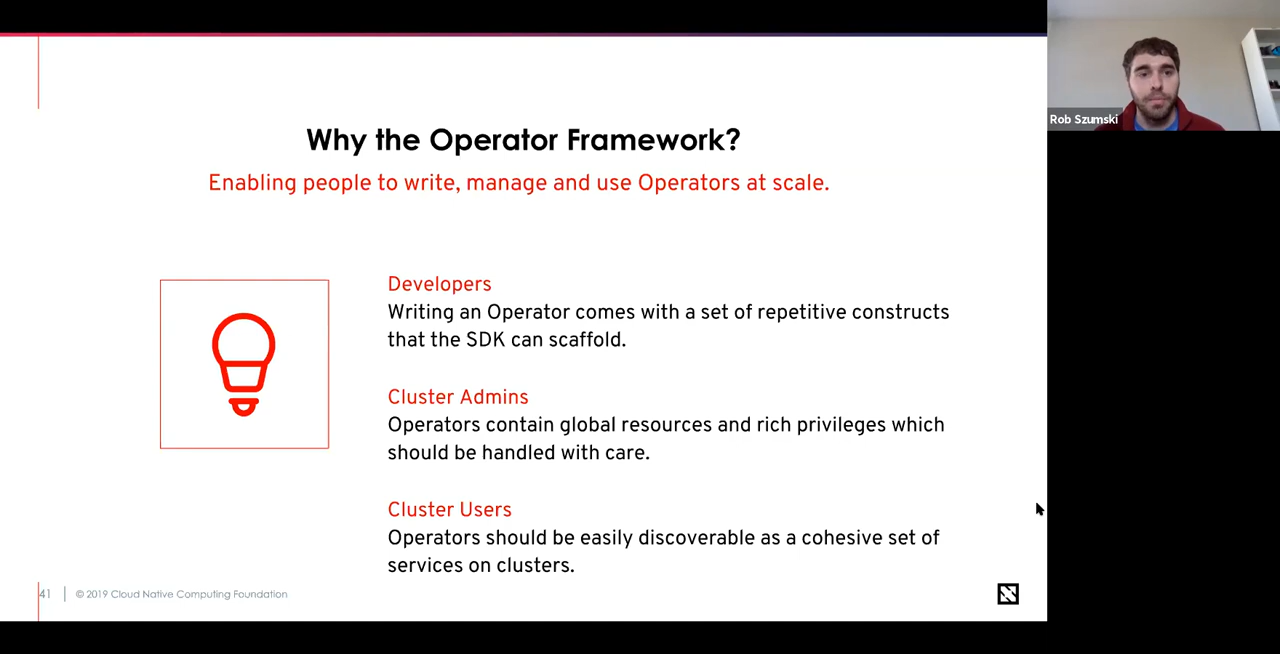 Why the Operator Framework?
Enabling people to write, manage and use Operators at scale.
Developers
Writing an Operator comes with a set of repetitive constructs
that the SDK can scaffold.
Cluster Admins
Operators contain global resources and rich privileges which
should be handled with care.
Cluster Users
Operators should be easily discoverable as a cohesive set of
services on clusters.
41 | © 2019 Cloud Native Computing Foundation
Rob Szumski